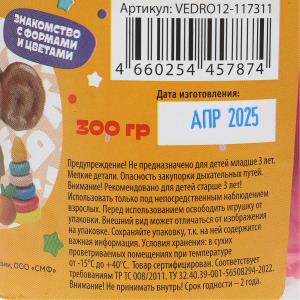 Артикул: VEDRO12-117311
ЗНАКОМСТВО
С ФОРМАМИ
И ЦВЕТАМИ
4 660254 457874
Дата изготовления:
300 гр
АПР 2025
Предупреждение! Не предназначено для детей младше 3 лет.
Мелкие детали. Опасность закупорки дыхательных путей.
Внимание! Рекомендовано для детей старше 3 лет!
Использовать только под непосредственным наблюдением
взрослых. Перед использованием освободить игрушку от
упаковки. Внешний вид может отличаться от изображения
на упаковке. Сохраняйте упаковку, т.к. на ней содержится
важная информация. Условия хранения: в сухих
проветриваемых помещениях при температуре
от -15°С до +40°С. Товар сертифицирован. Соответствует
требованиям ТР ТС 008/2011. ТУ 32.40.39-001-56508294-2022.
Внимание! Не принимать внутрь! Срок годности – 2 года.
ООО «СМФ»